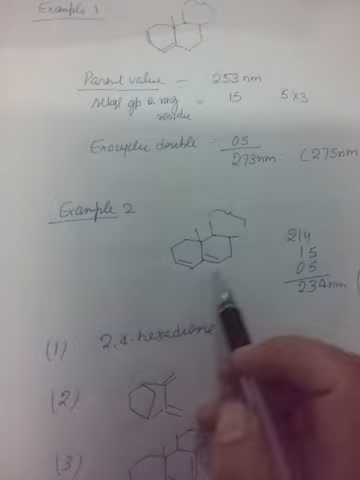 Example 1
Parent value = 253 nm
Alkyl gp & ring residue = 15 5x3
Exocyclic double = 05
273nm (275nm
Example 2
214
15
05
234nm (
(1) 2,4-hexadiene
(2)
(3)